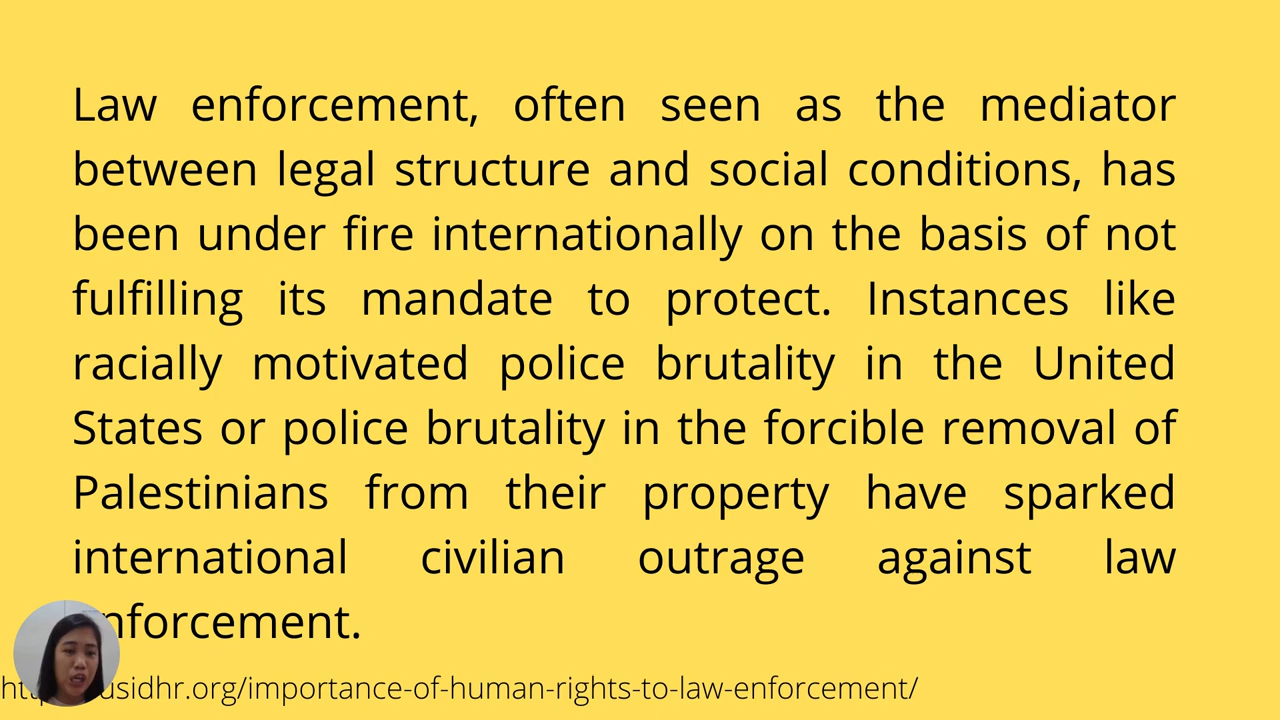 Law enforcement, often seen as the mediator
between legal structure and social conditions, has
been under fire internationally on the basis of not
fulfilling its mandate to protect. Instances like
racially motivated police brutality in the United
States or police brutality in the forcible removal of
Palestinians from their property have sparked
international civilian outrage against law
nforcement.
usidhr.org/importance-of-human-rights-to-law-enforcement/